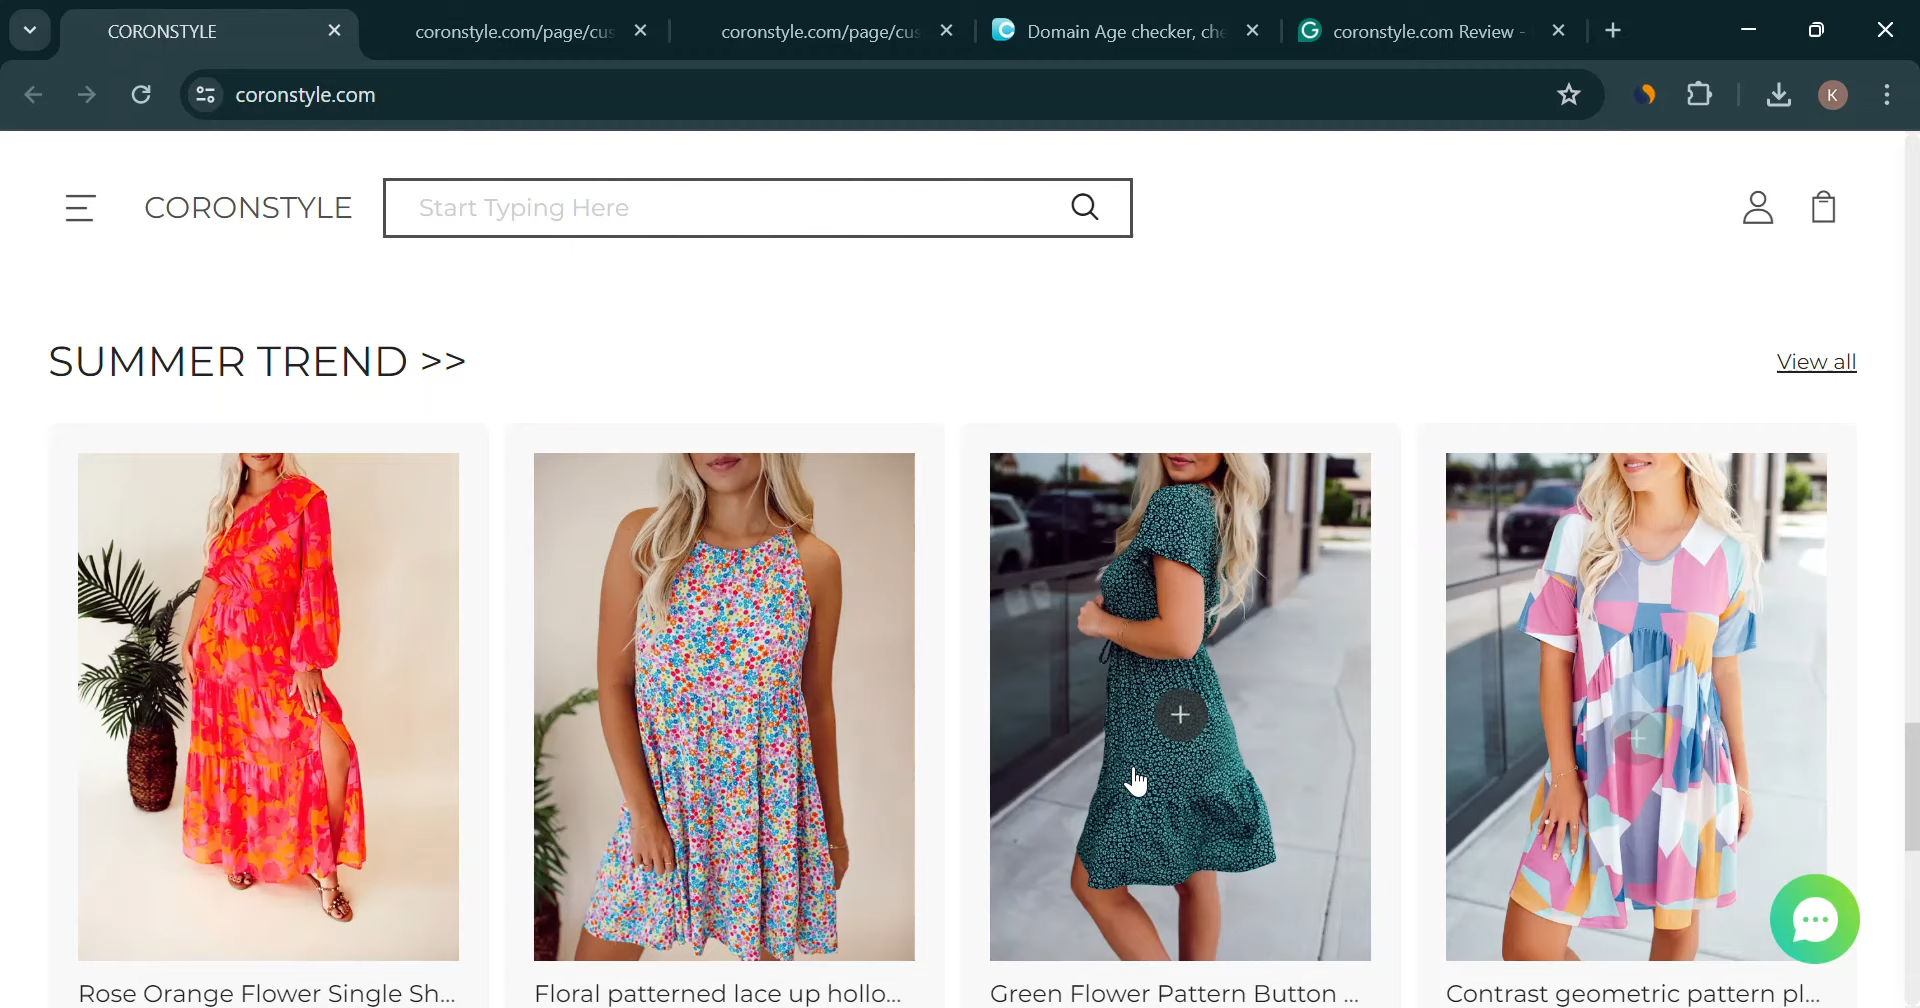 CORONSTYLE
coronstyle.com/page/cus
coronstyle.com/page/cus
Domain Age checker, che
coronstyle.com Review -
coronstyle.com
K
CORONSTYLE
Start Typing Here
SUMMER TREND >>
View all
Rose Orange Flower Single Sh...
Floral patterned lace up hollo...
Green Flower Pattern Button ...
Contrast geometric pattern pl...